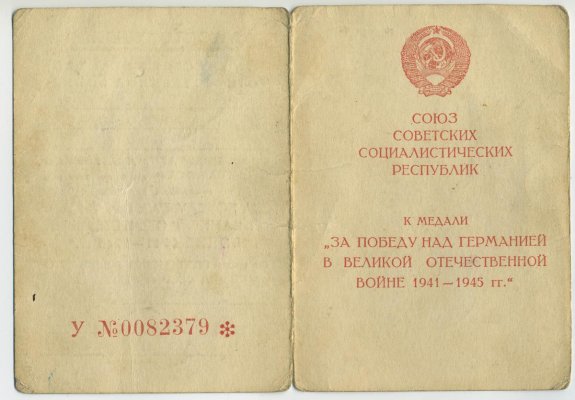 У №0082379 ✻
СОЮЗ
СОВЕТСКИХ
СОЦИАЛИСТИЧЕСКИХ
РЕСПУБЛИК
К МЕДАЛИ
„ЗА ПОБЕДУ НАД ГЕРМАНИЕЙ
В ВЕЛИКОЙ ОТЕЧЕСТВЕННОЙ
ВОЙНЕ 1941—1945 гг.“